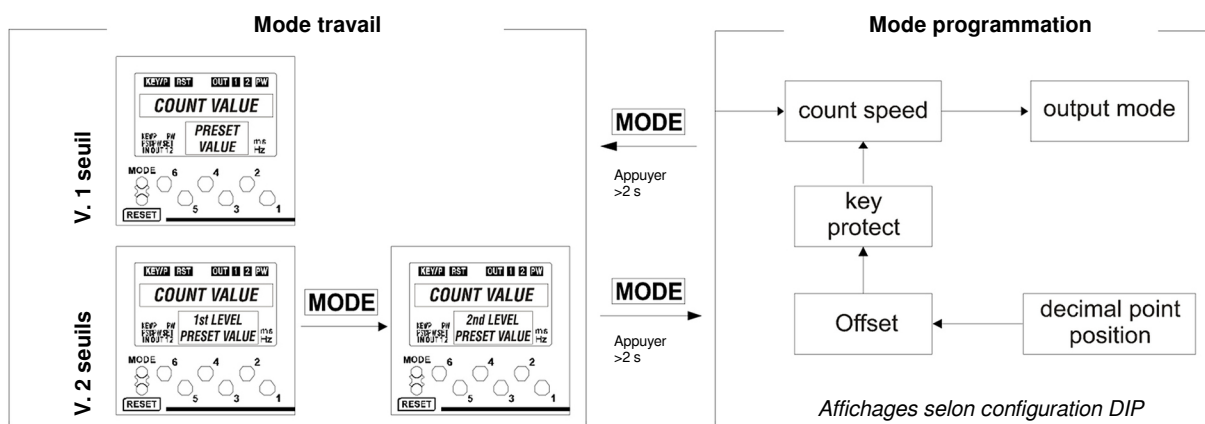 Mode travail
Mode programmation
V. 1 seuil
KEY/P RST OUT 1 2 PW
COUNT VALUE
PRESET
VALUE
ms
Hz
MODE 6 4 2
5 3 1
RESET
MODE
Appuyer
>2 s
count speed
output mode
key
protect
V. 2 seuils
KEY/P RST OUT 1 2 PW
COUNT VALUE
1st LEVEL
PRESET VALUE
ms
Hz
MODE 6 4 2
5 3 1
RESET
MODE
KEY/P RST OUT 1 2 PW
COUNT VALUE
2nd LEVEL
PRESET VALUE
ms
Hz
MODE 6 4 2
5 3 1
RESET
MODE
Appuyer
>2 s
Offset
decimal point
position
Affichages selon configuration DIP